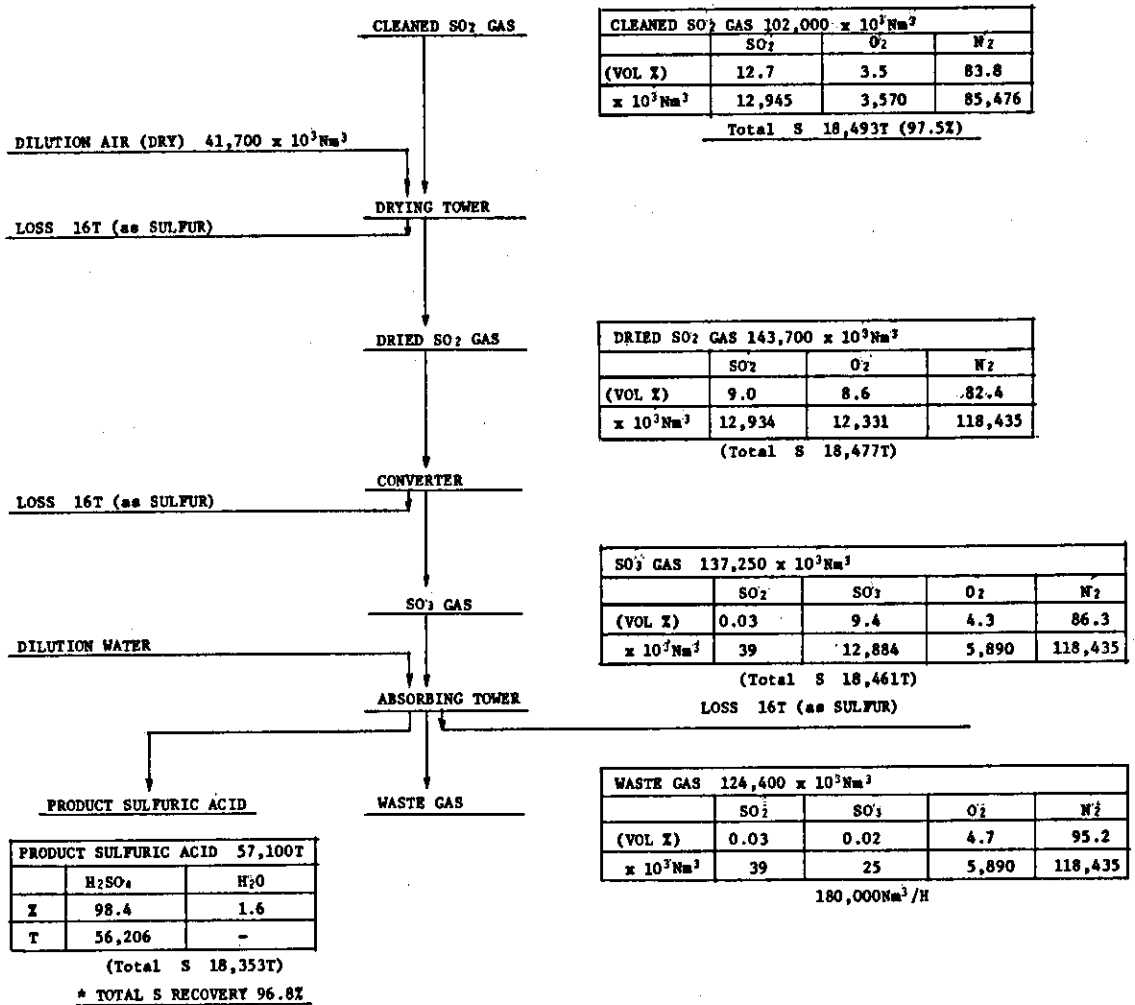 CLEANED SO2 GAS
CLEANED SO2 GAS 102,000 x 10³Nm³
SO2 O2 N2
(VOL %) 12.7 3.5 83.8
x 10³Nm³ 12,945 3,570 85,476
Total S 18,493T (97.5%)
DILUTION AIR (DRY) 41,700 x 10³Nm³
DRYING TOWER
LOSS 16T (as SULFUR)
DRIED SO2 GAS
DRIED SO2 GAS 143,700 x 10³Nm³
SO2 O2 N2
(VOL %) 9.0 8.6 82.4
x 10³Nm³ 12,934 12,331 118,435
(Total S 18,477T)
CONVERTER
LOSS 16T (as SULFUR)
SO3 GAS
SO3 GAS 137,250 x 10³Nm³
SO2 SO3 O2 N2
(VOL %) 0.03 9.4 4.3 86.3
x 10³Nm³ 39 12,884 5,890 118,435
(Total S 18,461T)
DILUTION WATER
ABSORBING TOWER
LOSS 16T (as SULFUR)
PRODUCT SULFURIC ACID
WASTE GAS
WASTE GAS 124,400 x 10³Nm³
SO2 SO3 O2 N2
(VOL %) 0.03 0.02 4.7 95.2
x 10³Nm³ 39 25 5,890 118,435
180,000Nm³/H
PRODUCT SULFURIC ACID 57,100T
H2SO4 H2O
% 98.4 1.6
T 56,206 -
(Total S 18,353T)
* TOTAL S RECOVERY 96.8%